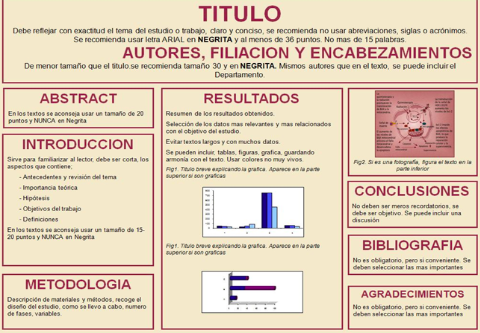 TITULO
Debe reflejar con exactitud el tema del estudio o trabajo, claro y conciso, se recomienda no usar abreviaciones, siglas o acrónimos.
Se recomienda usar letra ARIAL en NEGRITA y al menos de 36 puntos. No mas de 15 palabras.
AUTORES, FILIACION Y ENCABEZAMIENTOS
De menor tamaño que el titulo.se recomienda tamaño 30 y en NEGRITA. Mismos autores que en el texto, se puede incluir el
Departamento.
ABSTRACT
En los textos se aconseja usar un tamaño de 20
puntos y NUNCA en Negrita
INTRODUCCION
Sirve para familiarizar al lector, debe ser corta, los
aspectos que contiene;
- Antecedentes y revisión del tema
- Importancia teórica
- Hipótesis
- Objetivos del trabajo
- Definiciones
En los textos se aconseja usar un tamaño de 15-
20 puntos y NUNCA en Negrita
METODOLOGIA
Descripción de materiales y métodos, recoge el
diseño del estudio, como se llevo a cabo, numero
de fases, variables.
RESULTADOS
Resumen de los resultados obtenidos.
Selección de los datos mas relevantes y mas relacionados
con el objetivo del estudio.
Evitar textos largos y con muchos datos.
Se pueden incluir, tablas, figuras, grafica, guardando
armonía con el texto. Usar colores no muy vivos.
Fig1. Titulo breve explicando la grafica. Aparece en la parte
superior si son graficas
Fig1. Titulo breve explicando la grafica. Aparece en la parte
superior si son graficas
Fig2. Si es una fotografía, figura el texto en la
parte inferior
CONCLUSIONES
No deben ser meros recordatorios, se
debe ser objetivo. Se puede incluir una
discusión
BIBLIOGRAFIA
No es obligatorio, pero si conveniente. Se
deben seleccionar las mas importantes
AGRADECIMIENTOS
No es obligatorio, pero si conveniente. Se
deben seleccionar las mas importantes